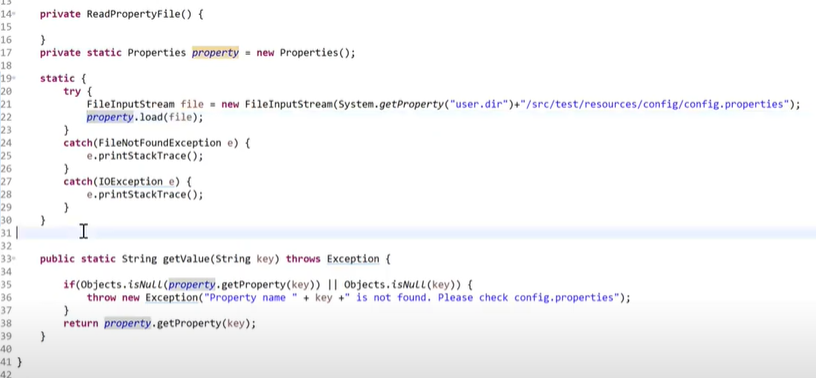 13
14 private ReadPropertyFile() {
15
16 }
17 private static Properties property = new Properties();
18
19 static {
20 try {
21 FileInputStream file = new FileInputStream(System.getProperty("user.dir")+"/src/test/resources/config/config.properties");
22 property.load(file);
23 }
24 catch(FileNotFoundException e) {
25 e.printStackTrace();
26 }
27 catch(IOException e) {
28 e.printStackTrace();
29 }
30 }
31
32
33 public static String getValue(String key) throws Exception {
34
35 if(Objects.isNull(property.getProperty(key)) || Objects.isNull(key)) {
36 throw new Exception("Property name " + key +" is not found. Please check config.properties");
37 }
38 return property.getProperty(key);
39 }
40
41 }
42